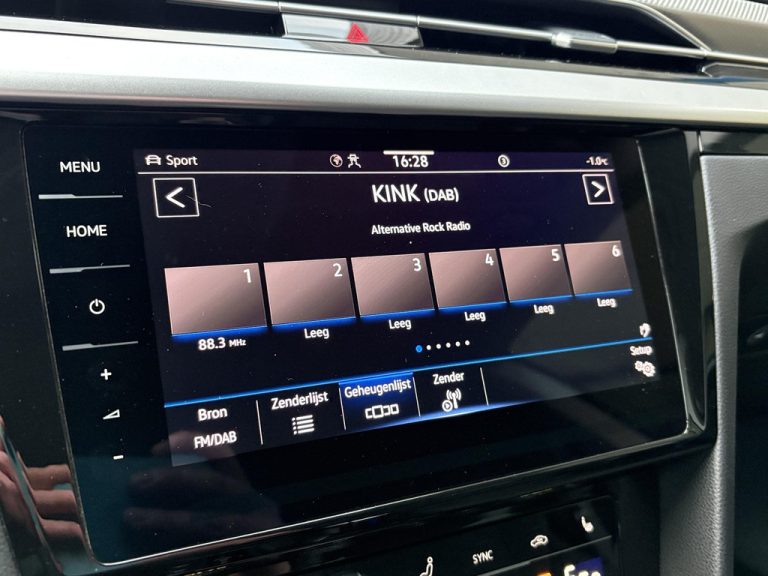 MENU
HOME
+
-
Sport
16:28
3
-1.0°C
<
KINK (DAB)
>
Alternative Rock Radio
1
2
3
4
5
6
88.3 MHz
Leeg
Leeg
Leeg
Leeg
Leeg
Setup
Bron
FM/DAB
Zenderlijst
Geheugenlijst
Zender
SYNC